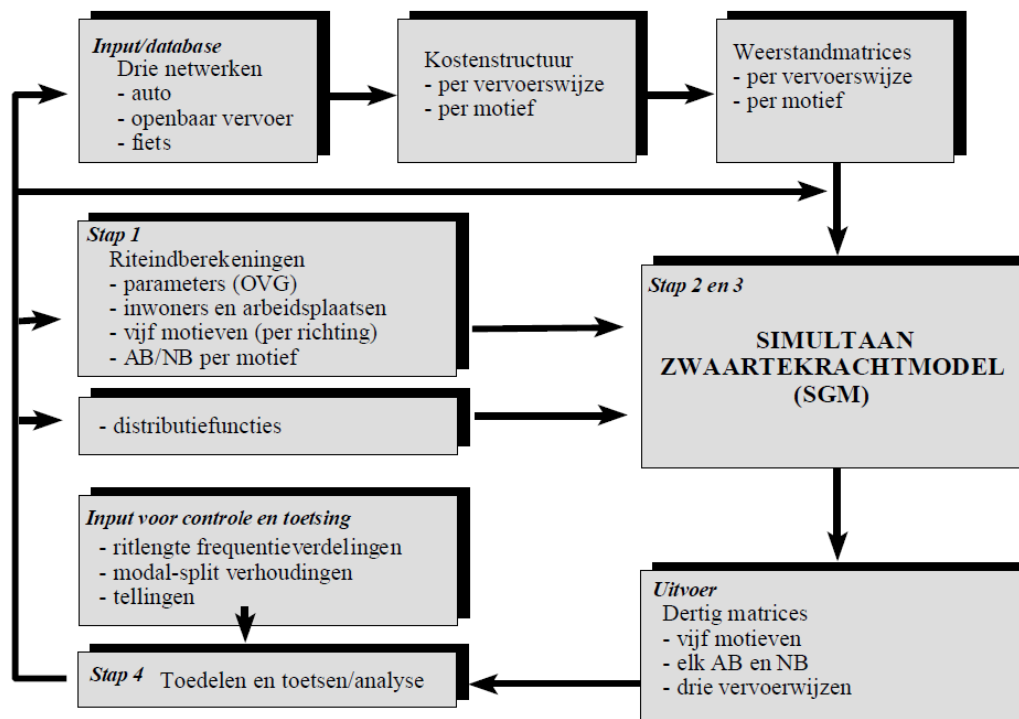 Input/database
Drie netwerken
- auto
- openbaar vervoer
- fiets
Kostenstructuur
- per vervoerswijze
- per motief
Weerstandmatrices
- per vervoerswijze
- per motief
Stap 1
Riteindberekeningen
- parameters (OVG)
- inwoners en arbeidsplaatsen
- vijf motieven (per richting)
- AB/NB per motief
- distributiefuncties
Stap 2 en 3
SIMULTAAN
ZWAARTEKRACHTMODEL
(SGM)
Input voor controle en toetsing
- ritlengte frequentieverdelingen
- modal-split verhoudingen
- tellingen
Stap 4 Toedelen en toetsen/analyse
Uitvoer
Dertig matrices
- vijf motieven
- elk AB en NB
- drie vervoerwijzen